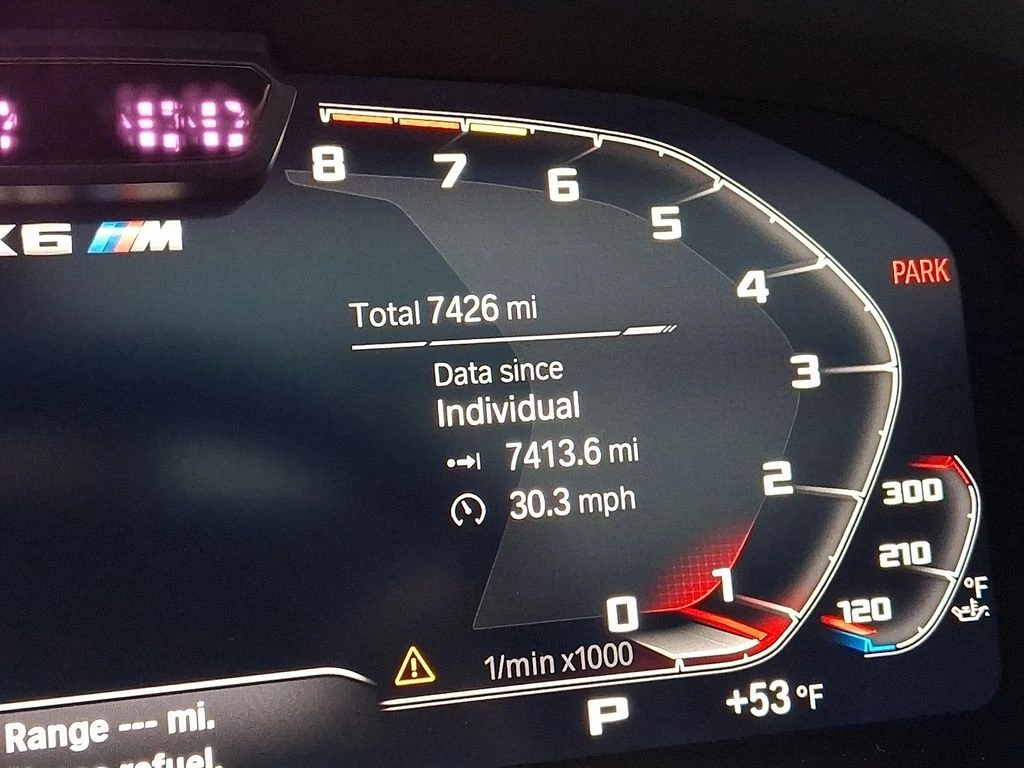 X6 M
8
7
6
5
4
3
2
1
0
Total 7426 mi
Data since
Individual
7413.6 mi
30.3 mph
1/min x1000
PARK
300
210
120
°F
P
+53 °F
Range --- mi.
refuel.